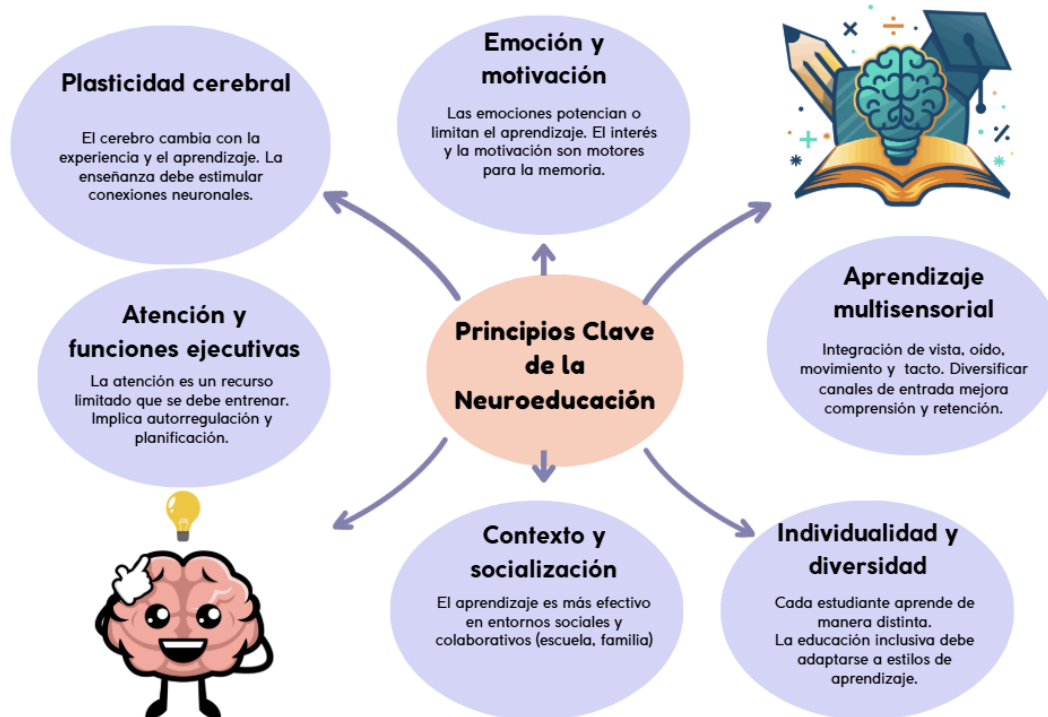 Plasticidad cerebral
El cerebro cambia con la
experiencia y el aprendizaje. La
enseñanza debe estimular
conexiones neuronales.
Emoción y
motivación
Las emociones potencian o
limitan el aprendizaje. El interés
y la motivación son motores
para la memoria.
Atención y
funciones ejecutivas
La atención es un recurso
limitado que se debe entrenar.
Implica autorregulación y
planificación.
Principios Clave
de la
Neuroeducación
Aprendizaje
multisensorial
Integración de vista, oído,
movimiento y tacto. Diversificar
canales de entrada mejora
comprensión y retención.
Contexto y
socialización
El aprendizaje es más efectivo
en entornos sociales y
colaborativos (escuela, familia)
Individualidad y
diversidad
Cada estudiante aprende de
manera distinta.
La educación inclusiva debe
adaptarse a estilos de
aprendizaje.